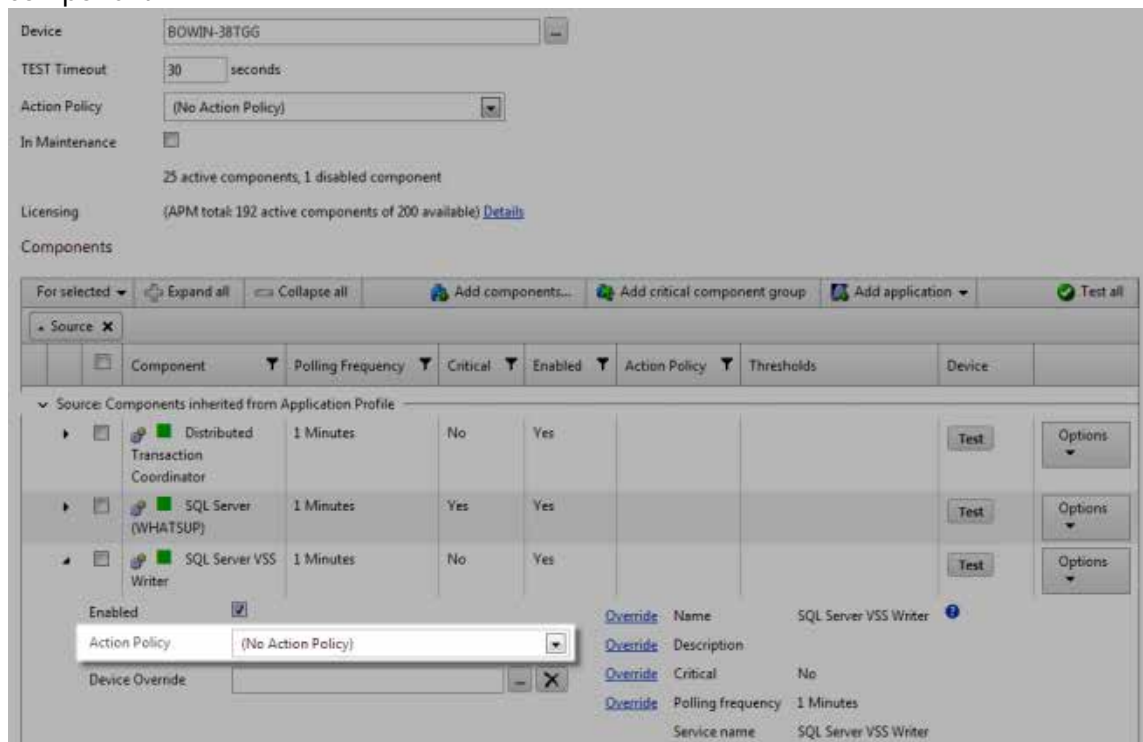 Device BOWIN-38TGG ...
TEST Timeout 30 seconds
Action Policy (No Action Policy)
In Maintenance
25 active components, 1 disabled component
Licensing (APM total: 192 active components of 200 available) Details
Components
For selected Expand all Collapse all Add components... Add critical component group Add application Test all
Source X
Component Polling Frequency Critical Enabled Action Policy Thresholds Device
Source: Components inherited from Application Profile
Distributed 1 Minutes No Yes Test Options
Transaction
Coordinator
SQL Server 1 Minutes Yes Yes Test Options
(WHATSUP)
SQL Server VSS 1 Minutes No Yes Test Options
Writer
Enabled Override Name SQL Server VSS Writer ?
Action Policy (No Action Policy) Override Description
Device Override ... X Override Critical No
Override Polling frequency 1 Minutes
Service name SQL Server VSS Writer